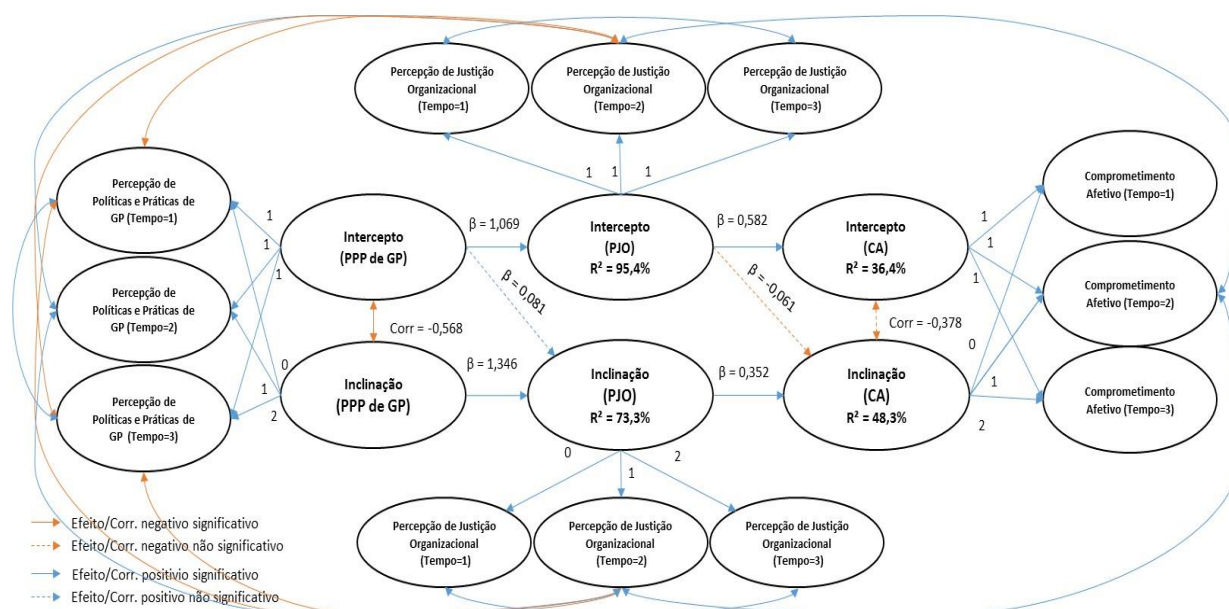 Percepção de Justição
Organizacional
(Tempo=1)
Percepção de Justição
Organizacional
(Tempo=2)
Percepção de Justição
Organizacional
(Tempo=3)
1
1
1
Percepção de
Políticas e Práticas de
GP (Tempo=1)
Percepção de
Políticas e Práticas de
GP (Tempo=2)
Percepção de
Políticas e Práticas de
GP (Tempo=3)
1
1
1
0
1
2
Intercepto
(PPP de GP)
Corr = -0,568
Inclinação
(PPP de GP)
β = 1,069
β = 0,081
β = 1,346
Intercepto
(PJO)
R² = 95,4%
Inclinação
(PJO)
R² = 73,3%
β = 0,582
β = -0,061
β = 0,352
Intercepto
(CA)
R² = 36,4%
Corr = -0,378
Inclinação
(CA)
R² = 48,3%
1
1
1
0
1
2
Comprometimento
Afetivo (Tempo=1)
Comprometimento
Afetivo (Tempo=2)
Comprometimento
Afetivo (Tempo=3)
0
1
2
Percepção de Justição
Organizacional
(Tempo=1)
Percepção de Justição
Organizacional
(Tempo=2)
Percepção de Justição
Organizacional
(Tempo=3)
Efeito/Corr. negativo significativo
Efeito/Corr. negativo não significativo
Efeito/Corr. positivio significativo
Efeito/Corr. positivo não significativo